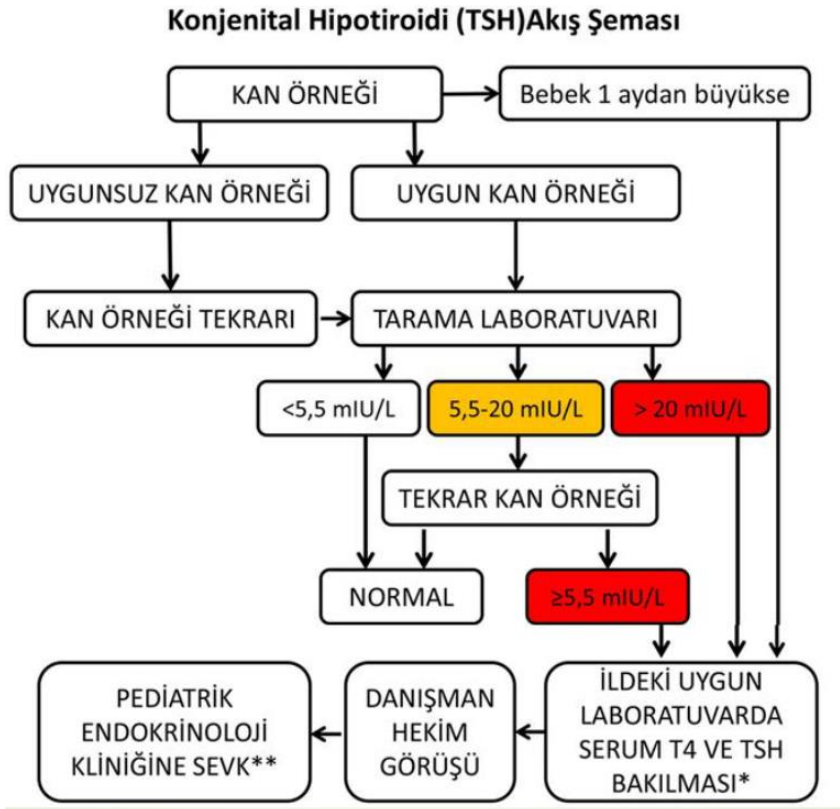 Konjenital Hipotiroidi (TSH)Akış Şeması
KAN ÖRNEĞİ
Bebek 1 aydan büyükse
UYGUNSUZ KAN ÖRNEĞİ
UYGUN KAN ÖRNEĞİ
KAN ÖRNEĞİ TEKRARI
TARAMA LABORATUVARI
<5,5 mIU/L
5,5-20 mIU/L
> 20 mIU/L
TEKRAR KAN ÖRNEĞİ
NORMAL
≥5,5 mIU/L
PEDİATRİK
ENDOKRİNOLOJİ
KLİNİĞİNE SEVK**
DANIŞMAN
HEKİM
GÖRÜŞÜ
İLDEKİ UYGUN
LABORATUVARDA
SERUM T4 VE TSH
BAKILMASI*